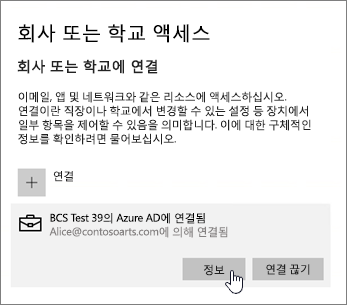 회사 또는 학교 액세스
회사 또는 학교에 연결
이메일, 앱 및 네트워크와 같은 리소스에 액세스하십시오.
연결이란 직장이나 학교에서 변경할 수 있는 설정 등 장치에서
일부 항목을 제어할 수 있음을 의미합니다. 이에 대한 구체적인
정보를 확인하려면 물어보십시오.
연결
BCS Test 39의 Azure AD에 연결됨
Alice@contosoarts.com에 의해 연결됨
정보 연결 끊기